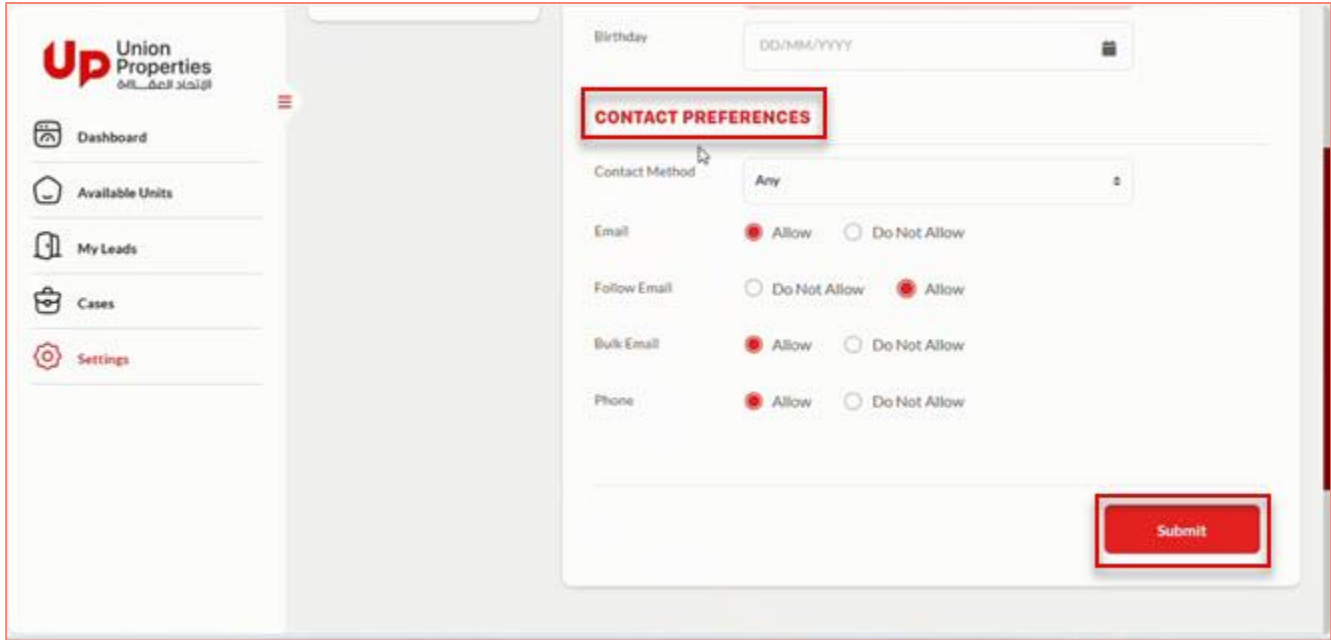 Union
Properties
الإتحاد العقـــارية
Dashboard
Available Units
My Leads
Cases
Settings
Birthday
DD/MM/YYYY
CONTACT PREFERENCES
Contact Method
Any
Email
Allow
Do Not Allow
Follow Email
Do Not Allow
Allow
Bulk Email
Allow
Do Not Allow
Phone
Allow
Do Not Allow
Submit